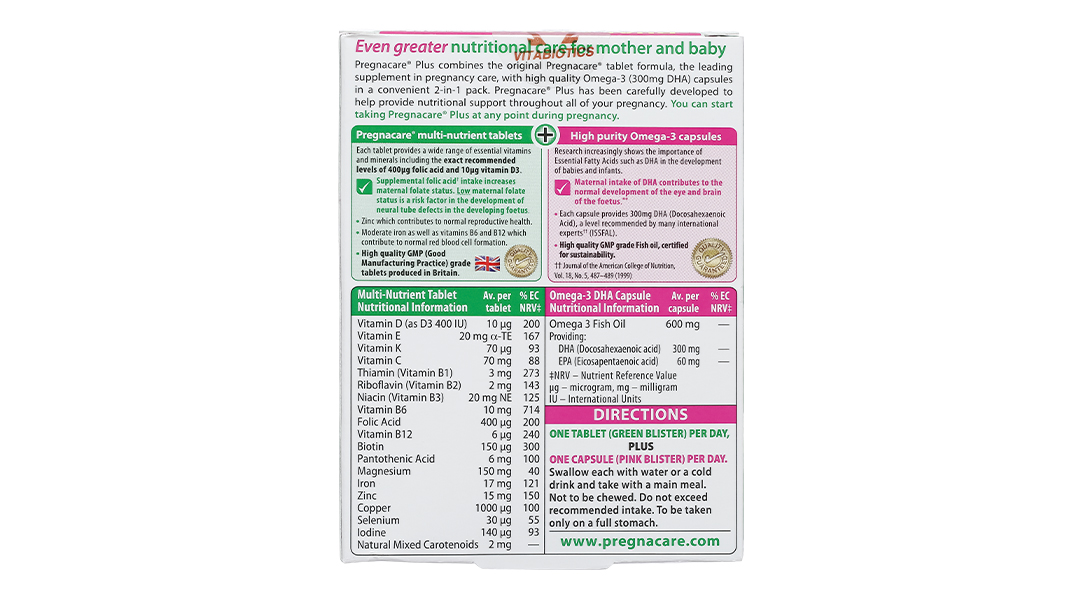 Even greater nutritional care for mother and baby
VITABIOTICS
Pregnacare® Plus combines the original Pregnacare® tablet formula, the leading
supplement in pregnancy care, with high quality Omega-3 (300mg DHA) capsules
in a convenient 2-in-1 pack. Pregnacare® Plus has been carefully developed to
help provide nutritional support throughout all of your pregnancy. You can start
taking Pregnacare® Plus at any point during pregnancy.
Pregnacare® multi-nutrient tablets
Each tablet provides a wide range of essential vitamins
and minerals including the exact recommended
levels of 400µg folic acid and 10µg vitamin D3.
Supplemental folic acid† intake increases
maternal folate status. Low maternal folate
status is a risk factor in the development of
neural tube defects in the developing foetus.
• Zinc which contributes to normal reproductive health.
• Moderate iron as well as vitamins B6 and B12 which
contribute to normal red blood cell formation.
• High quality GMP (Good
Manufacturing Practice) grade
tablets produced in Britain.
QUALITY
GUARANTEE
+
High purity Omega-3 capsules
Research increasingly shows the importance of
Essential Fatty Acids such as DHA in the development
of babies and infants.
Maternal intake of DHA contributes to the
normal development of the eye and brain
of the foetus.**
• Each capsule provides 300mg DHA (Docosahexaenoic
Acid), a level recommended by many international
experts†† (ISSFAL).
• High quality GMP grade Fish oil, certified
for sustainability.
†† Journal of the American College of Nutrition,
Vol. 18, No. 5, 487–489 (1999)
QUALITY
GUARANTEE
Multi-Nutrient Tablet Av. per % EC
Nutritional Information tablet NRV‡
Vitamin D (as D3 400 IU) 10 µg 200
Vitamin E 20 mg α-TE 167
Vitamin K 70 µg 93
Vitamin C 70 mg 88
Thiamin (Vitamin B1) 3 mg 273
Riboflavin (Vitamin B2) 2 mg 143
Niacin (Vitamin B3) 20 mg NE 125
Vitamin B6 10 mg 714
Folic Acid 400 µg 200
Vitamin B12 6 µg 240
Biotin 150 µg 300
Pantothenic Acid 6 mg 100
Magnesium 150 mg 40
Iron 17 mg 121
Zinc 15 mg 150
Copper 1000 µg 100
Selenium 30 µg 55
Iodine 140 µg 93
Natural Mixed Carotenoids 2 mg —
Omega-3 DHA Capsule Av. per % EC
Nutritional Information capsule NRV‡
Omega 3 Fish Oil 600 mg —
Providing:
DHA (Docosahexaenoic acid) 300 mg —
EPA (Eicosapentaenoic acid) 60 mg —
‡NRV – Nutrient Reference Value
µg – microgram, mg – milligram
IU – International Units
DIRECTIONS
ONE TABLET (GREEN BLISTER) PER DAY,
PLUS
ONE CAPSULE (PINK BLISTER) PER DAY.
Swallow each with water or a cold
drink and take with a main meal.
Not to be chewed. Do not exceed
recommended intake. To be taken
only on a full stomach.
www.pregnacare.com